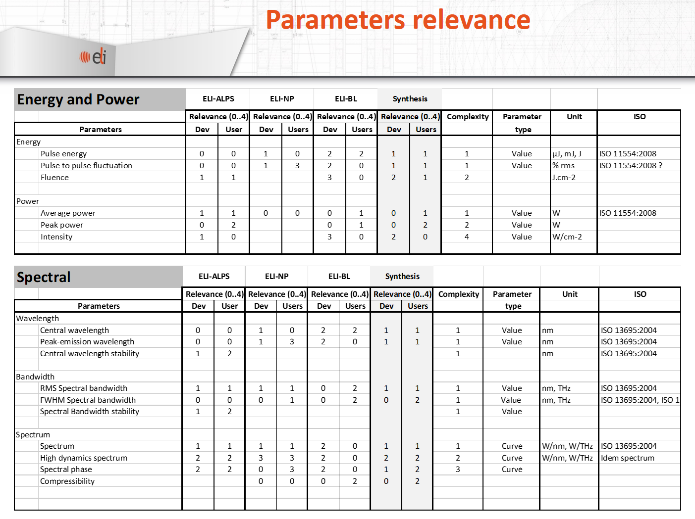 Parameters relevance
eli
Energy and Power ELI-ALPS ELI-NP ELI-BL Synthesis
Relevance (0..4) Relevance (0..4) Relevance (0..4) Relevance (0..4) Complexity Parameter Unit ISO
Parameters Dev User Dev Users Dev Users Dev Users type
Energy
Pulse energy 0 0 1 0 2 2 1 1 1 Value µJ, mJ, J ISO 11554:2008
Pulse to pulse fluctuation 0 0 1 3 2 0 1 1 1 Value % rms ISO 11554:2008 ?
Fluence 1 1 3 0 2 1 2 J.cm-2
Power
Average power 1 1 0 0 0 1 0 1 1 Value W ISO 11554:2008
Peak power 0 2 0 1 0 2 2 Value W
Intensity 1 0 3 0 2 0 4 Value W/cm-2
Spectral ELI-ALPS ELI-NP ELI-BL Synthesis
Relevance (0..4) Relevance (0..4) Relevance (0..4) Relevance (0..4) Complexity Parameter Unit ISO
Parameters Dev User Dev Users Dev Users Dev Users type
Wavelength
Central wavelength 0 0 1 0 2 2 1 1 1 Value nm ISO 13695:2004
Peak-emission wavelength 0 0 1 3 2 0 1 1 1 Value nm ISO 13695:2004
Central wavelength stability 1 2 1 nm ISO 13695:2004
Bandwidth
RMS Spectral bandwidth 1 1 1 1 0 2 1 1 1 Value nm, THz ISO 13695:2004
FWHM Spectral bandwidth 0 0 0 1 0 2 0 2 1 Value nm, THz ISO 13695:2004, ISO 1
Spectral Bandwidth stability 1 2 1 Value
Spectrum
Spectrum 1 1 1 1 2 0 1 1 1 Curve W/nm, W/THz ISO 13695:2004
High dynamics spectrum 2 2 3 3 2 0 2 2 2 Curve W/nm, W/THz Idem spectrum
Spectral phase 2 2 0 3 2 0 1 2 3 Curve
Compressibility 0 0 0 2 0 2